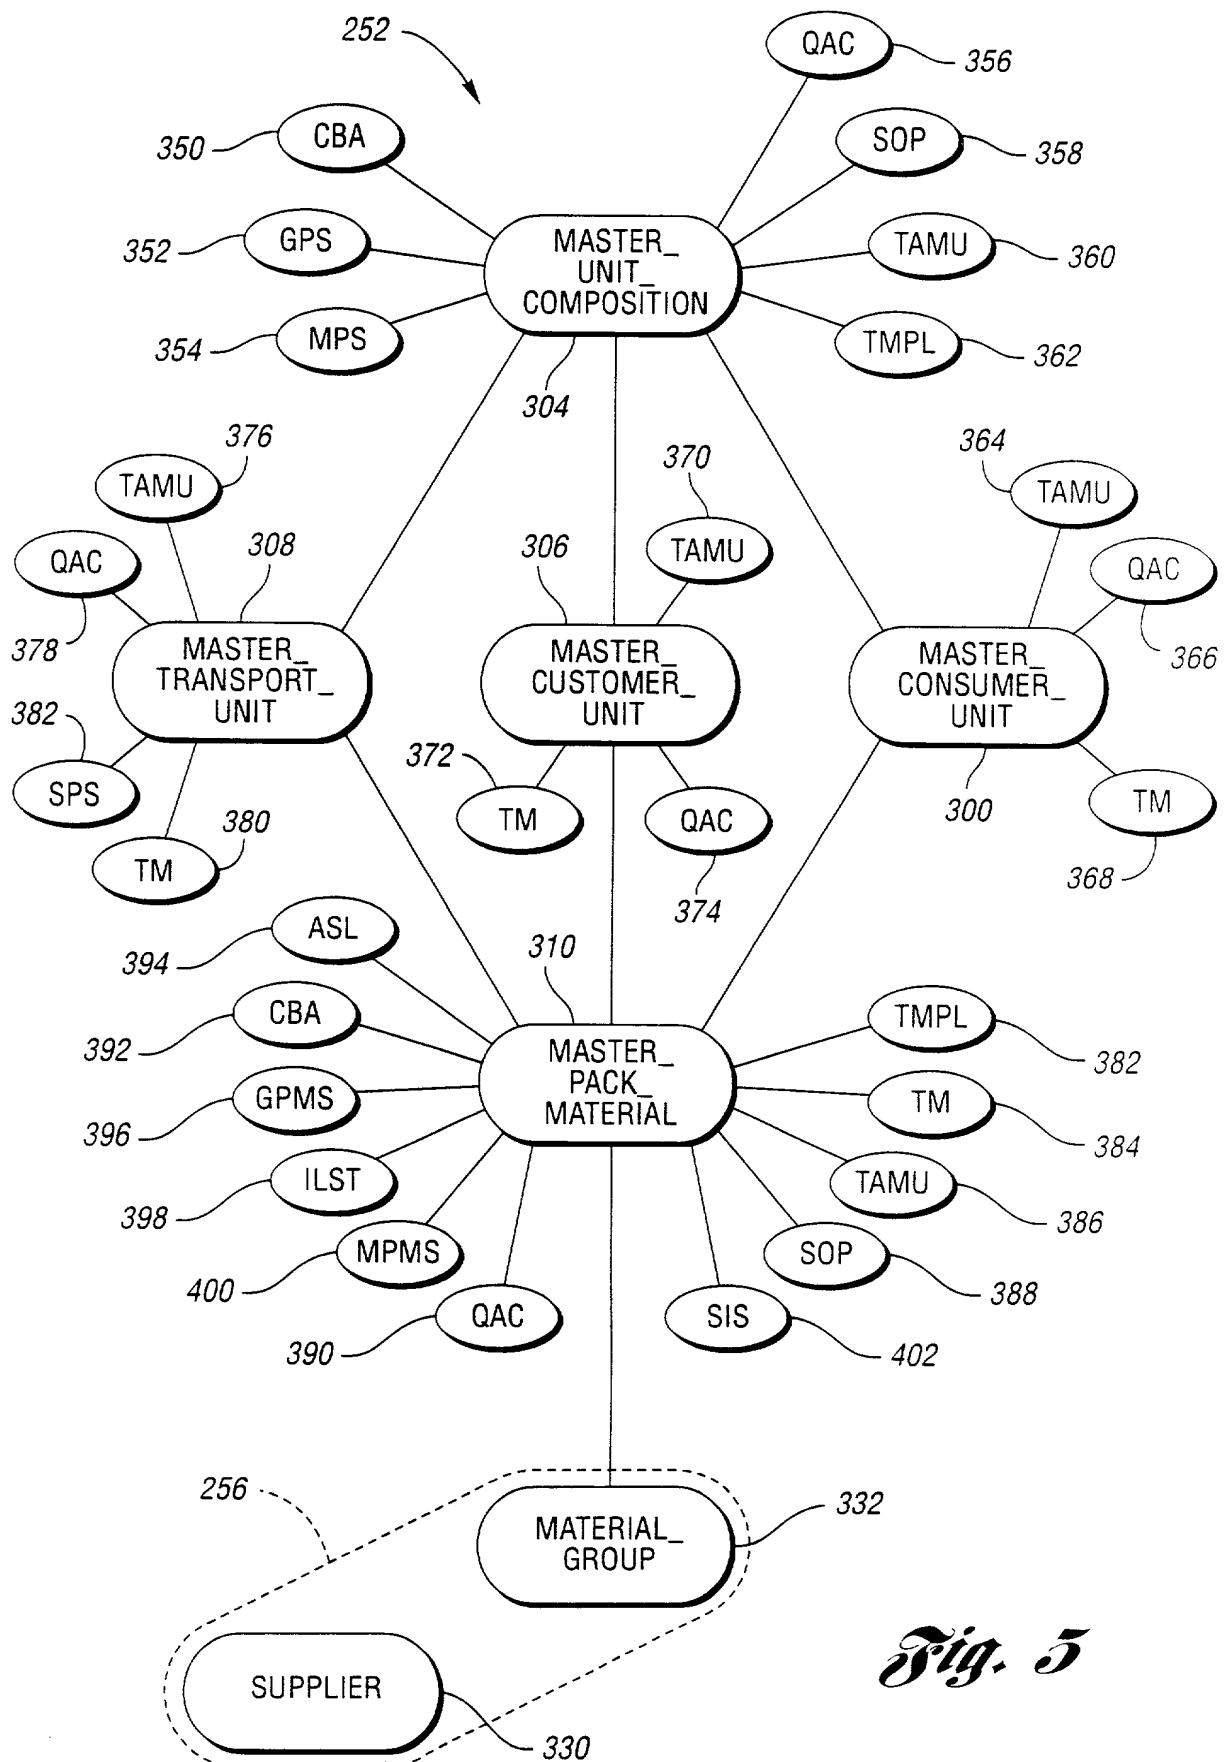 252
QAC
356
CBA
350
SOP
358
GPS
352
MASTER_
UNIT_
COMPOSITION
TAMU
360
MPS
354
TMPL
362
304
376
TAMU
370
364
TAMU
QAC
378
308
306
TAMU
QAC
366
MASTER_
TRANSPORT_
UNIT
MASTER_
CUSTOMER_
UNIT
MASTER_
CONSUMER_
UNIT
382
SPS
372
TM
QAC
374
300
TM
368
380
TM
ASL
394
310
CBA
392
TMPL
382
MASTER_
PACK_
MATERIAL
GPMS
396
TM
384
ILST
398
TAMU
386
MPMS
400
SOP
388
QAC
390
SIS
402
256
MATERIAL_
GROUP
332
SUPPLIER
330
Fig. 5